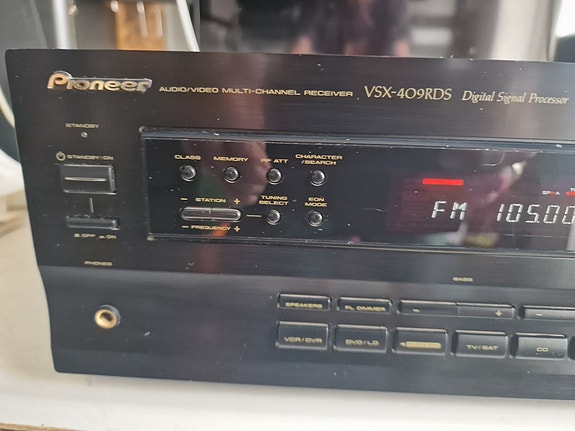 Pioneer AUDIO/VIDEO MULTI-CHANNEL RECEIVER VSX-409RDS Digital Signal Processor
STANDBY
STANDBY/ON
OFF ON
PHONES
CLASS MEMORY RF ATT CHARACTER/SEARCH
- STATION + TUNING SELECT EON MODE
- FREQUENCY +
FM 105.00
BASS
SPEAKERS FL DIMMER - + -
VCR/DVR DVD/LD TV/SAT CD